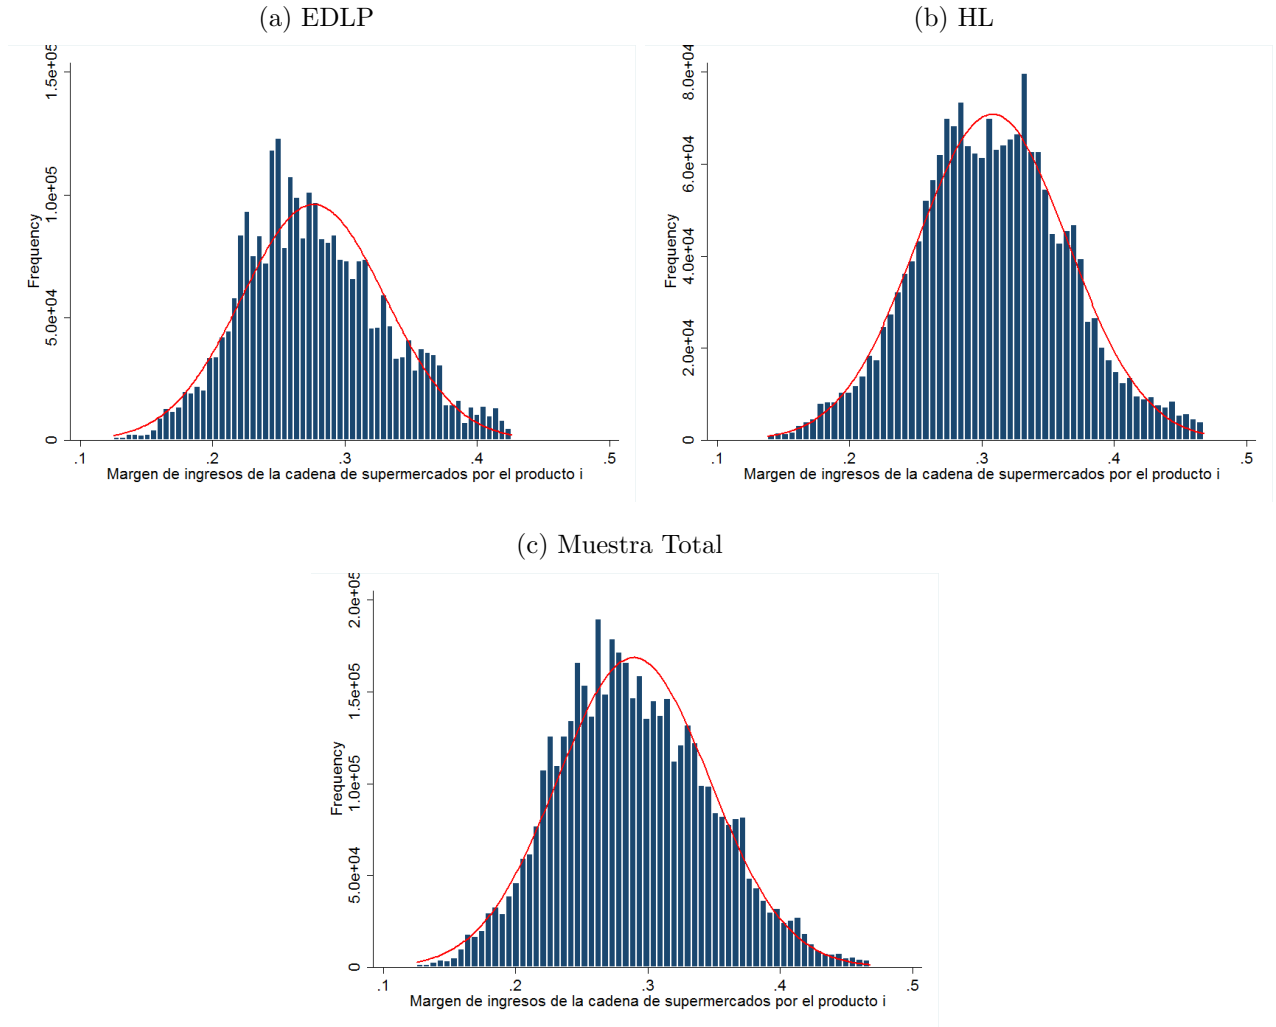 (a) EDLP
Frequency
0 5.0e+04 1.0e+05 1.5e+05
.1 .2 .3 .4 .5
Margen de ingresos de la cadena de supermercados por el producto i
(b) HL
Frequency
0 2.0e+04 4.0e+04 6.0e+04 8.0e+04
.1 .2 .3 .4 .5
Margen de ingresos de la cadena de supermercados por el producto i
(c) Muestra Total
Frequency
0 5.0e+04 1.0e+05 1.5e+05 2.0e+05
.1 .2 .3 .4 .5
Margen de ingresos de la cadena de supermercados por el producto i